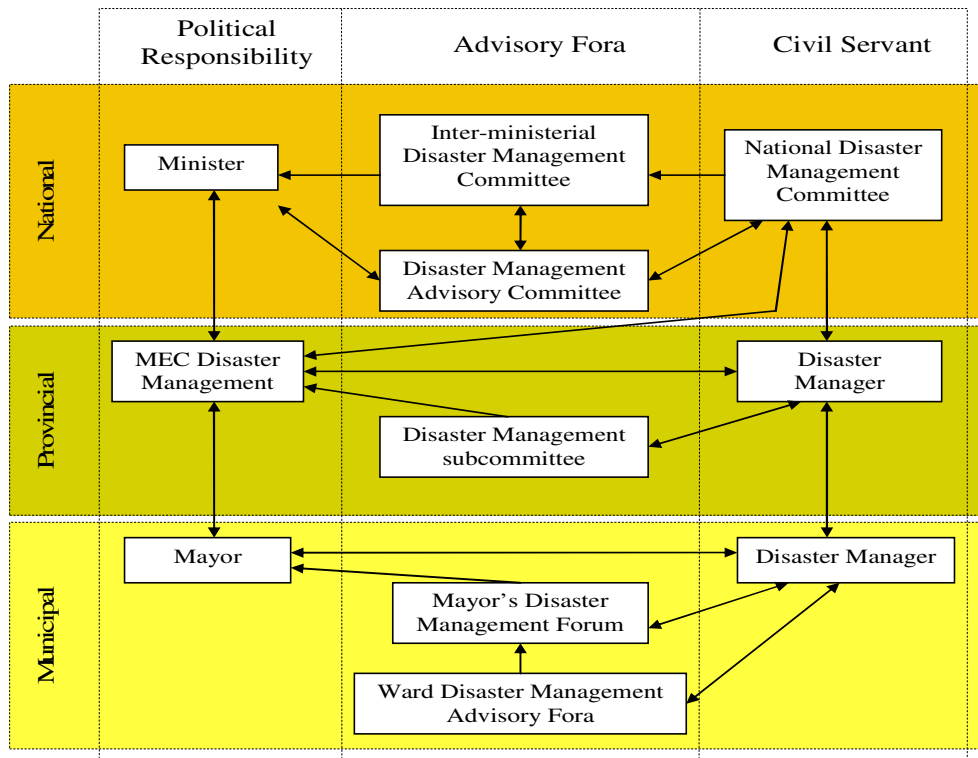 Political
Responsibility
Advisory Fora
Civil Servant
National
Minister
Inter-ministerial
Disaster Management
Committee
National Disaster
Management
Committee
Disaster Management
Advisory Committee
Provincial
MEC Disaster
Management
Disaster
Manager
Disaster Management
subcommittee
Municipal
Mayor
Disaster Manager
Mayor’s Disaster
Management Forum
Ward Disaster Management
Advisory Fora